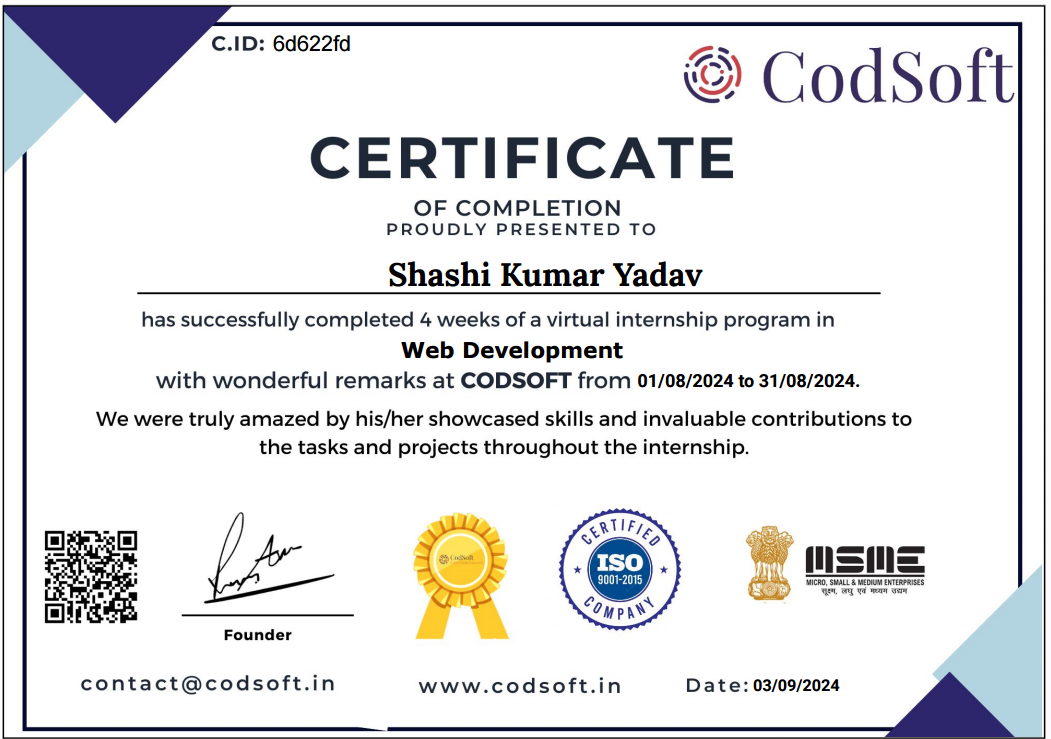 C.ID: 6d622fd
CodSoft
CERTIFICATE
OF COMPLETION
PROUDLY PRESENTED TO
Shashi Kumar Yadav
has successfully completed 4 weeks of a virtual internship program in
Web Development
with wonderful remarks at CODSOFT from 01/08/2024 to 31/08/2024.
We were truly amazed by his/her showcased skills and invaluable contributions to
the tasks and projects throughout the internship.
Founder
CodSoft
CERTIFIED
ISO
9001-2015
COMPANY
MSME
MICRO, SMALL & MEDIUM ENTERPRISES
सूक्ष्म, लघु एवं मध्यम उद्यम
contact@codsoft.in
www.codsoft.in
Date: 03/09/2024